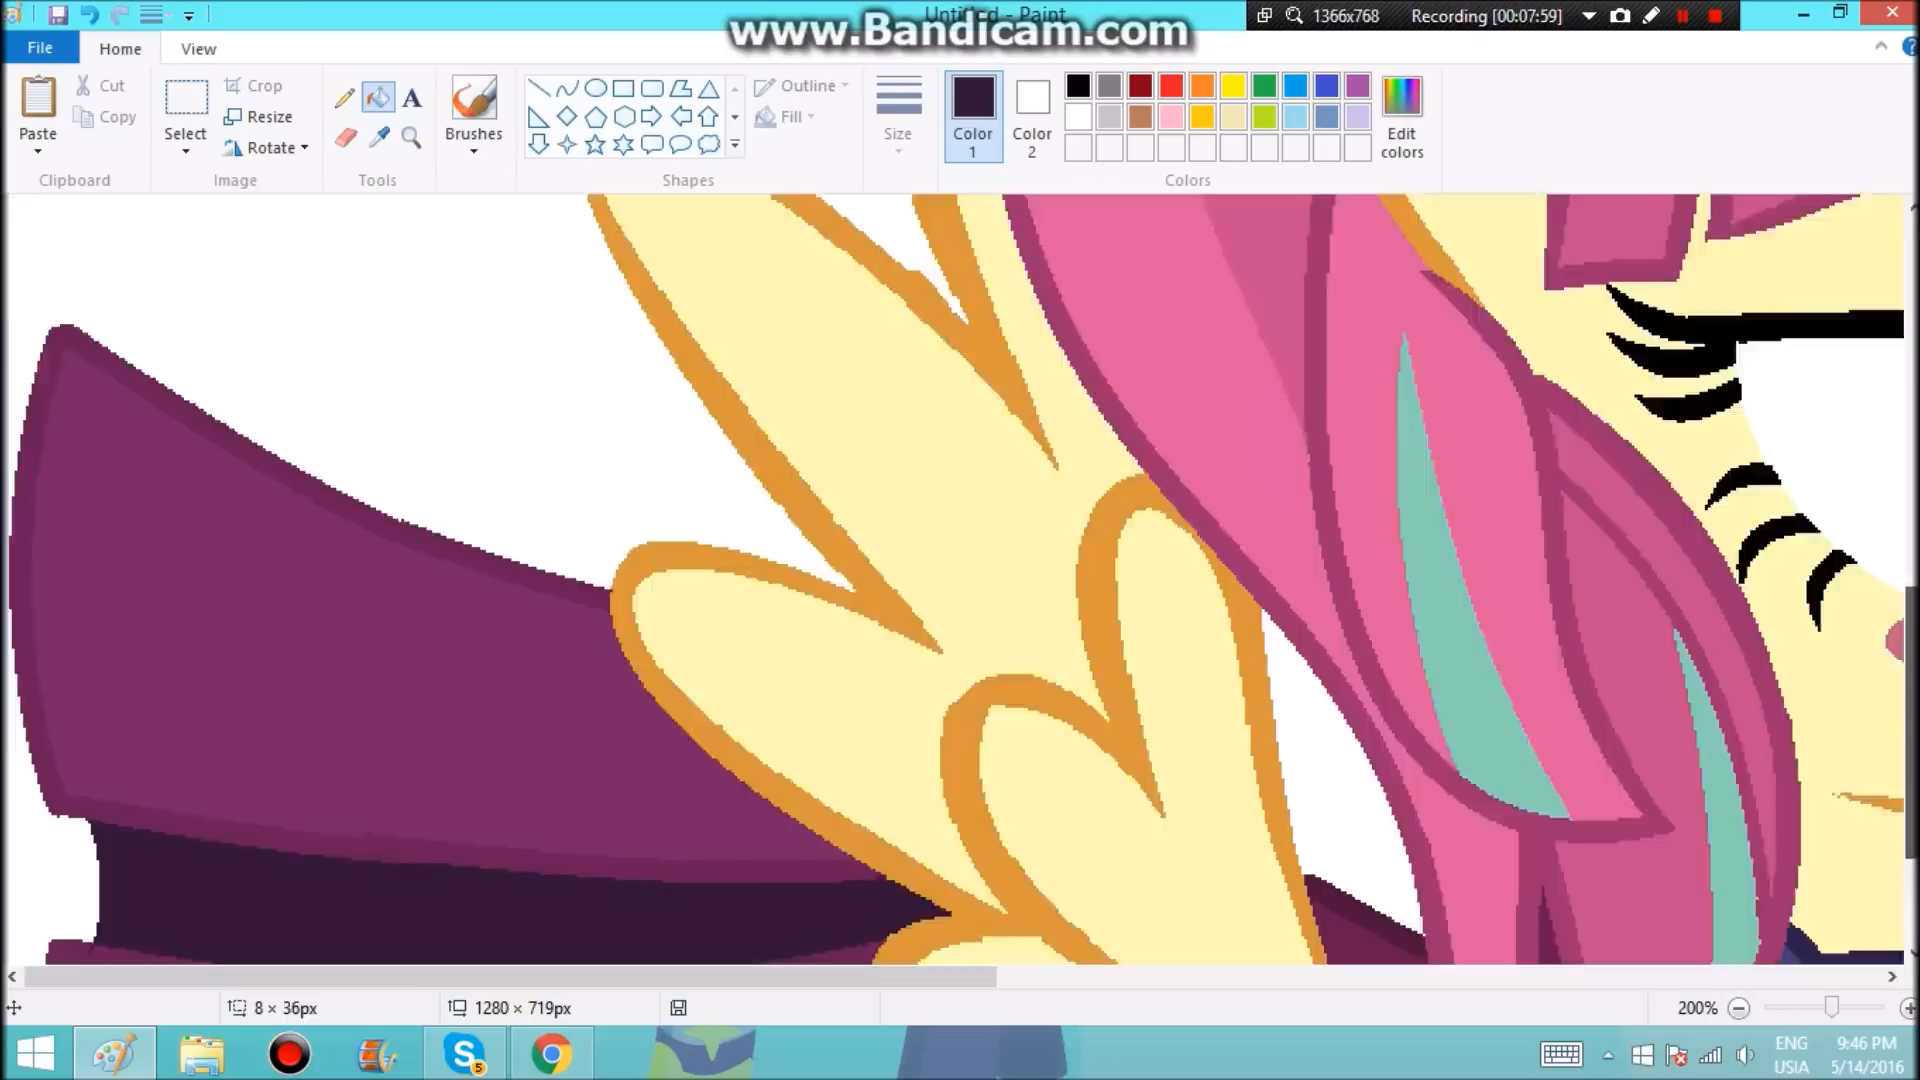 Untitled - Paint
www.Bandicam.com
1366x768 Recording [00:07:59]
File Home View
Paste
Cut
Copy
Clipboard
Select
Crop
Resize
Rotate
Image
A
Tools
Brushes
Outline
Fill
Shapes
Size
Color 1
Color 2
Edit colors
Colors
8 × 36px
1280 × 719px
200%
5
ENG
USIA
9:46 PM
5/14/2016